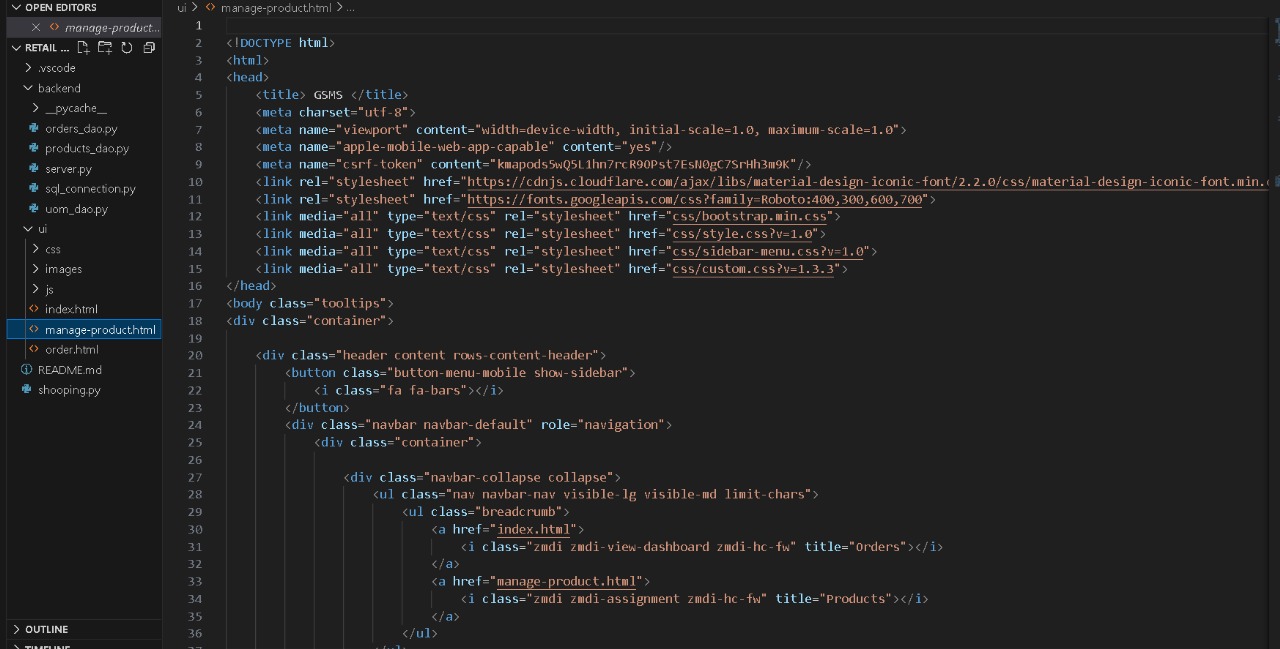 OPEN EDITORS
manage-product...
RETAIL ...
.vscode
backend
__pycache__
orders_dao.py
products_dao.py
server.py
sql_connection.py
uom_dao.py
ui
css
images
js
index.html
manage-product.html
order.html
README.md
shooping.py
OUTLINE
TIMELINE
ui > manage-product.html > ...
1
2 <!DOCTYPE html>
3 <html>
4 <head>
5 <title> GSMS </title>
6 <meta charset="utf-8">
7 <meta name="viewport" content="width=device-width, initial-scale=1.0, maximum-scale=1.0">
8 <meta name="apple-mobile-web-app-capable" content="yes"/>
9 <meta name="csrf-token" content="kmapods5wQ5L1hn7rcR9OPst7EsN0gC7SrHh3m9K"/>
10 <link rel="stylesheet" href="https://cdnjs.cloudflare.com/ajax/libs/material-design-iconic-font/2.2.0/css/material-design-iconic-font.min.c
11 <link rel="stylesheet" href="https://fonts.googleapis.com/css?family=Roboto:400,300,600,700">
12 <link media="all" type="text/css" rel="stylesheet" href="css/bootstrap.min.css">
13 <link media="all" type="text/css" rel="stylesheet" href="css/style.css?v=1.0">
14 <link media="all" type="text/css" rel="stylesheet" href="css/sidebar-menu.css?v=1.0">
15 <link media="all" type="text/css" rel="stylesheet" href="css/custom.css?v=1.3.3">
16 </head>
17 <body class="tooltips">
18 <div class="container">
19
20 <div class="header content rows-content-header">
21 <button class="button-menu-mobile show-sidebar">
22 <i class="fa fa-bars"></i>
23 </button>
24 <div class="navbar navbar-default" role="navigation">
25 <div class="container">
26
27 <div class="navbar-collapse collapse">
28 <ul class="nav navbar-nav visible-lg visible-md limit-chars">
29 <ul class="breadcrumb">
30 <a href="index.html">
31 <i class="zmdi zmdi-view-dashboard zmdi-hc-fw" title="Orders"></i>
32 </a>
33 <a href="manage-product.html">
34 <i class="zmdi zmdi-assignment zmdi-hc-fw" title="Products"></i>
35 </a>
36 </ul>
37 </ul>